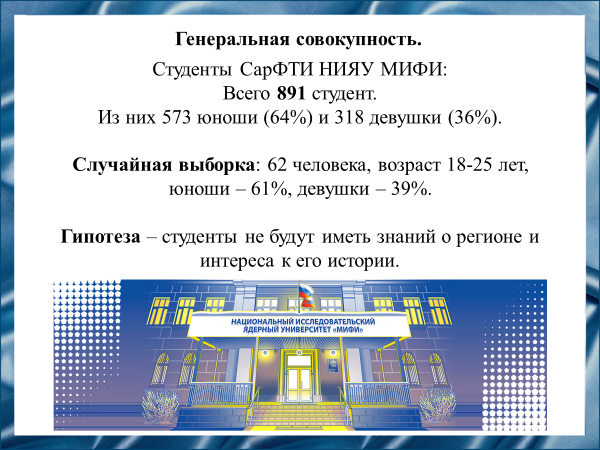 Генеральная совокупность.
Студенты СарФТИ НИЯУ МИФИ:
Всего 891 студент.
Из них 573 юноши (64%) и 318 девушки (36%).
Случайная выборка: 62 человека, возраст 18-25 лет,
юноши – 61%, девушки – 39%.
Гипотеза – студенты не будут иметь знаний о регионе и
интереса к его истории.
НАЦИОНАЛЬНЫЙ ИССЛЕДОВАТЕЛЬСКИЙ
ЯДЕРНЫЙ УНИВЕРСИТЕТ «МИФИ»